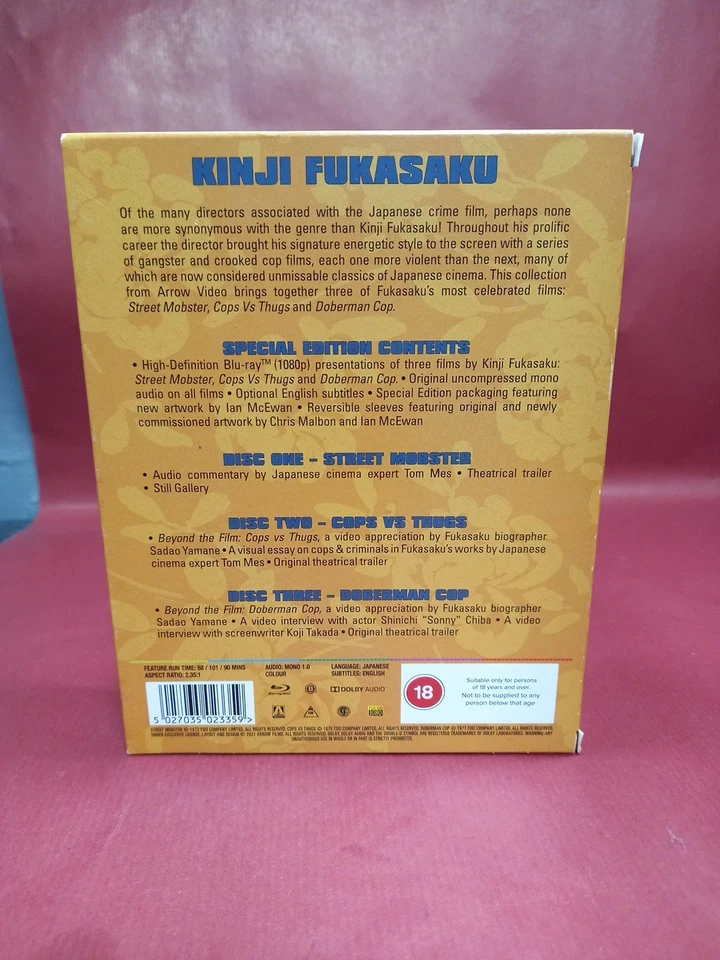 KINJI FUKASAKU
Of the many directors associated with the Japanese crime film, perhaps none
are more synonymous with the genre than Kinji Fukasaku! Throughout his prolific
career the director brought his signature energetic style to the screen with a series
of gangster and crooked cop films, each one more violent than the next, many of
which are now considered unmissable classics of Japanese cinema. This collection
from Arrow Video brings together three of Fukasaku's most celebrated films:
Street Mobster, Cops Vs Thugs and Doberman Cop.
SPECIAL EDITION CONTENTS
• High-Definition Blu-ray™ (1080p) presentations of three films by Kinji Fukasaku:
Street Mobster, Cops Vs Thugs and Doberman Cop. • Original uncompressed mono
audio on all films • Optional English subtitles • Special Edition packaging featuring
new artwork by Ian McEwan • Reversible sleeves featuring original and newly
commissioned artwork by Chris Malbon and Ian McEwan
DISC ONE - STREET MOBSTER
• Audio commentary by Japanese cinema expert Tom Mes • Theatrical trailer
• Still Gallery
DISC TWO - COPS VS THUGS
• Beyond the Film: Cops vs Thugs, a video appreciation by Fukasaku biographer
Sadao Yamane • A visual essay on cops & criminals in Fukasaku's works by Japanese
cinema expert Tom Mes • Original theatrical trailer
DISC THREE - DOBERMAN COP
• Beyond the Film: Doberman Cop, a video appreciation by Fukasaku biographer
Sadao Yamane • A video interview with actor Shinichi "Sonny" Chiba • A video
interview with screenwriter Koji Takada • Original theatrical trailer
FEATURE RUN TIME: 88 / 101 / 90 MINS
ASPECT RATIO: 2.35:1
AUDIO: MONO 1.0
COLOUR
LANGUAGE: JAPANESE
SUBTITLES: ENGLISH
DOLBY AUDIO
18
Suitable only for persons
of 18 years and over.
Not to be supplied to any
person below that age
5 027035 023359 >